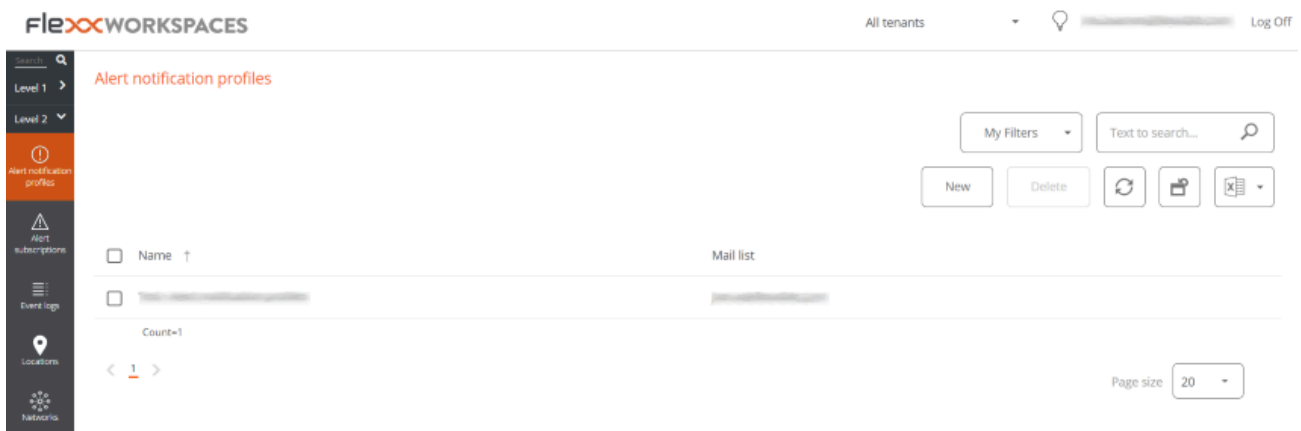 FlexxWORKSPACES
All tenants
Log Off
Search
Level 1
Level 2
Alert notification profiles
Alert notification
profiles
Alert
subscriptions
Event logs
Locations
Networks
My Filters
Text to search...
New
Delete
Name ↑
Mail list
Count=1
< 1 >
Page size 20